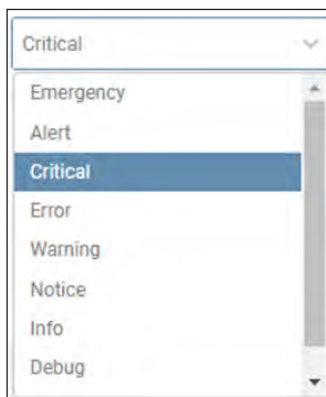 Critical
Emergency
Alert
Critical
Error
Warning
Notice
Info
Debug